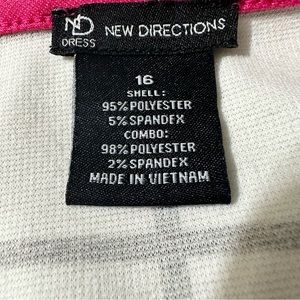 ND
DRESS
NEW DIRECTIONS
16
SHELL:
95% POLYESTER
5% SPANDEX
COMBO:
98% POLYESTER
2% SPANDEX
MADE IN VIETNAM